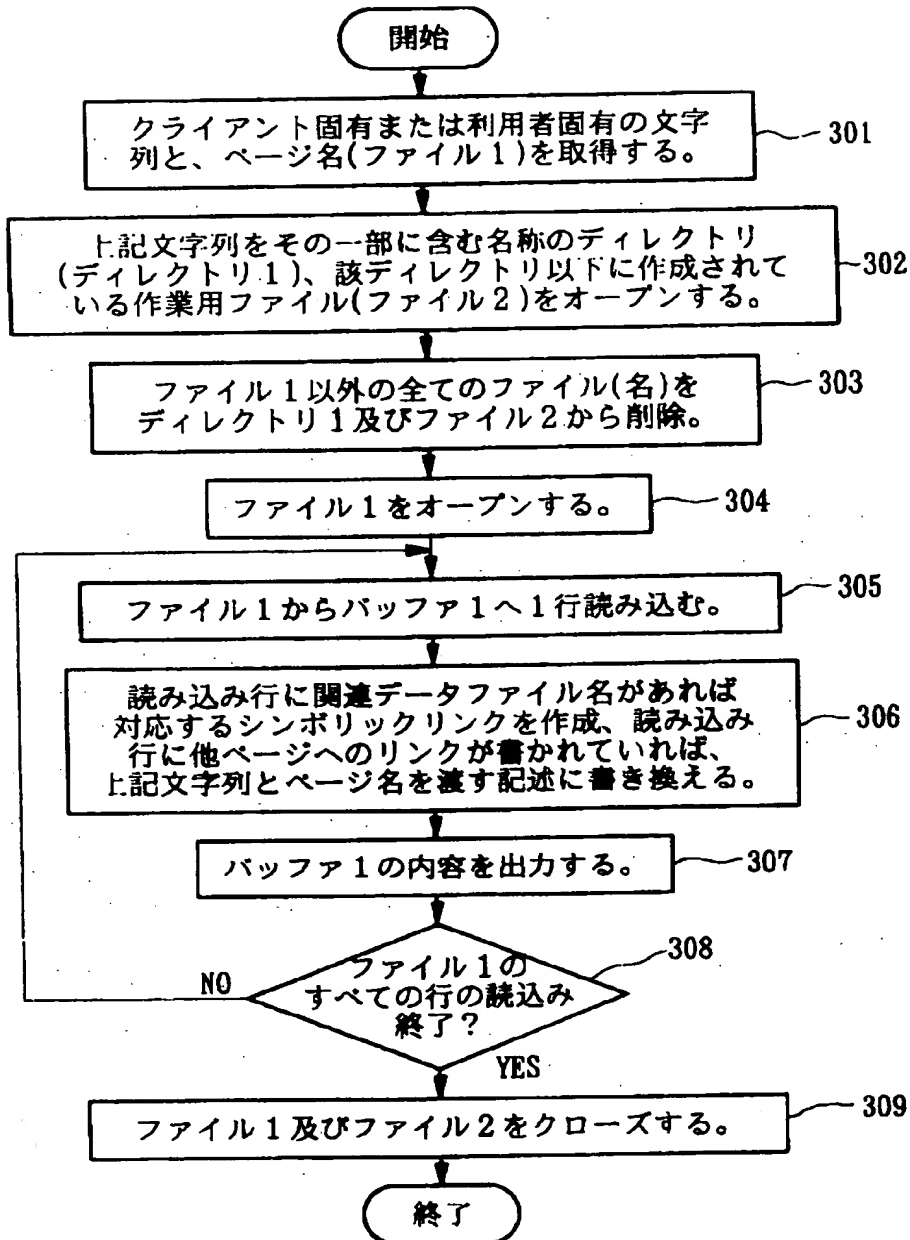 開始
クライアント固有または利用者固有の文字
列と、ページ名(ファイル1)を取得する。
301
上記文字列をその一部に含む名称のディレクトリ
(ディレクトリ1)、該ディレクトリ以下に作成されて
いる作業用ファイル(ファイル2)をオープンする。
302
ファイル1以外の全てのファイル(名)を
ディレクトリ1及びファイル2から削除。
303
ファイル1をオープンする。
304
ファイル1からバッファ1へ1行読み込む。
305
読み込み行に関連データファイル名があれば
対応するシンボリックリンクを作成、読み込み
行に他ページへのリンクが書かれていれば、
上記文字列とページ名を渡す記述に書き換える。
306
バッファ1の内容を出力する。
307
ファイル1の
すべての行の読込み
終了?
308
NO
YES
ファイル1及びファイル2をクローズする。
309
終了